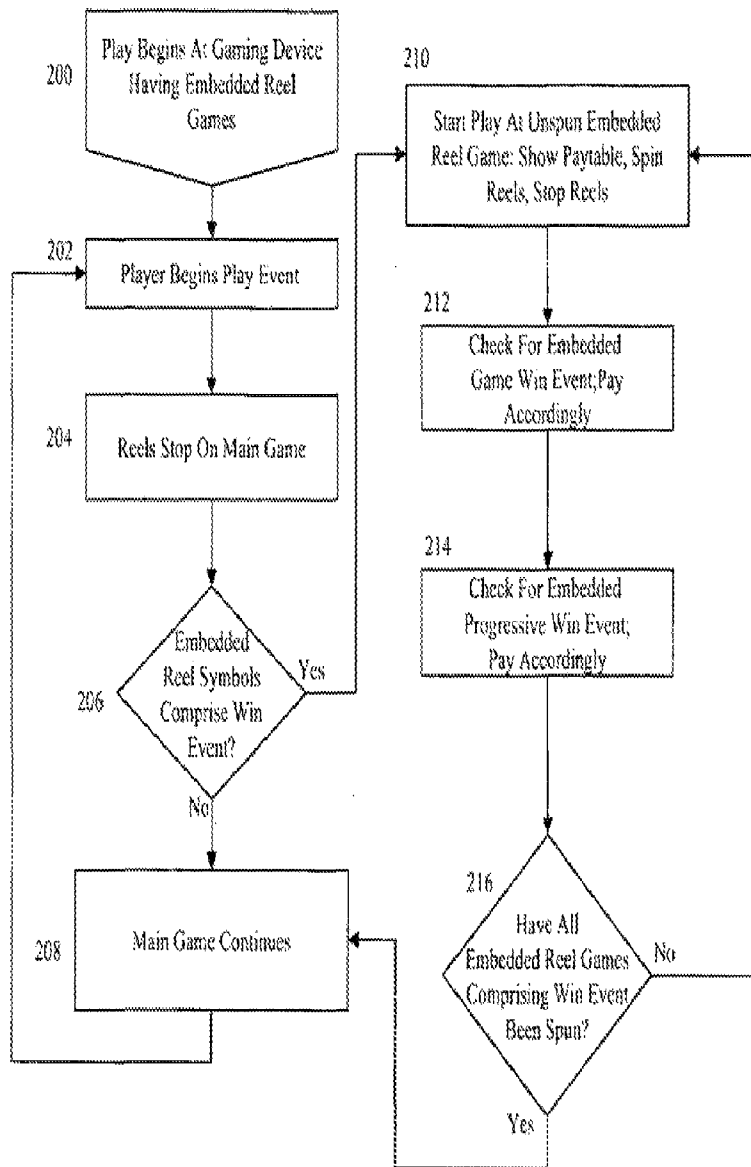 200
Play Begins At Gaming Device
Having Embedded Reel
Games
202
Player Begins Play Event
204
Reels Stop On Main Game
206
Embedded
Reel Symbols
Comprise Win
Event?
Yes
No
208
Main Game Continues
210
Start Play At Unspun Embedded
Reel Game: Show Paytable, Spin
Reels, Stop Reels
212
Check For Embedded
Game Win Event;Pay
Accordingly
214
Check For Embedded
Progressive Win Event;
Pay Accordingly
216
Have All
Embedded Reel Games
Comprising Win Event
Been Spun?
No
Yes